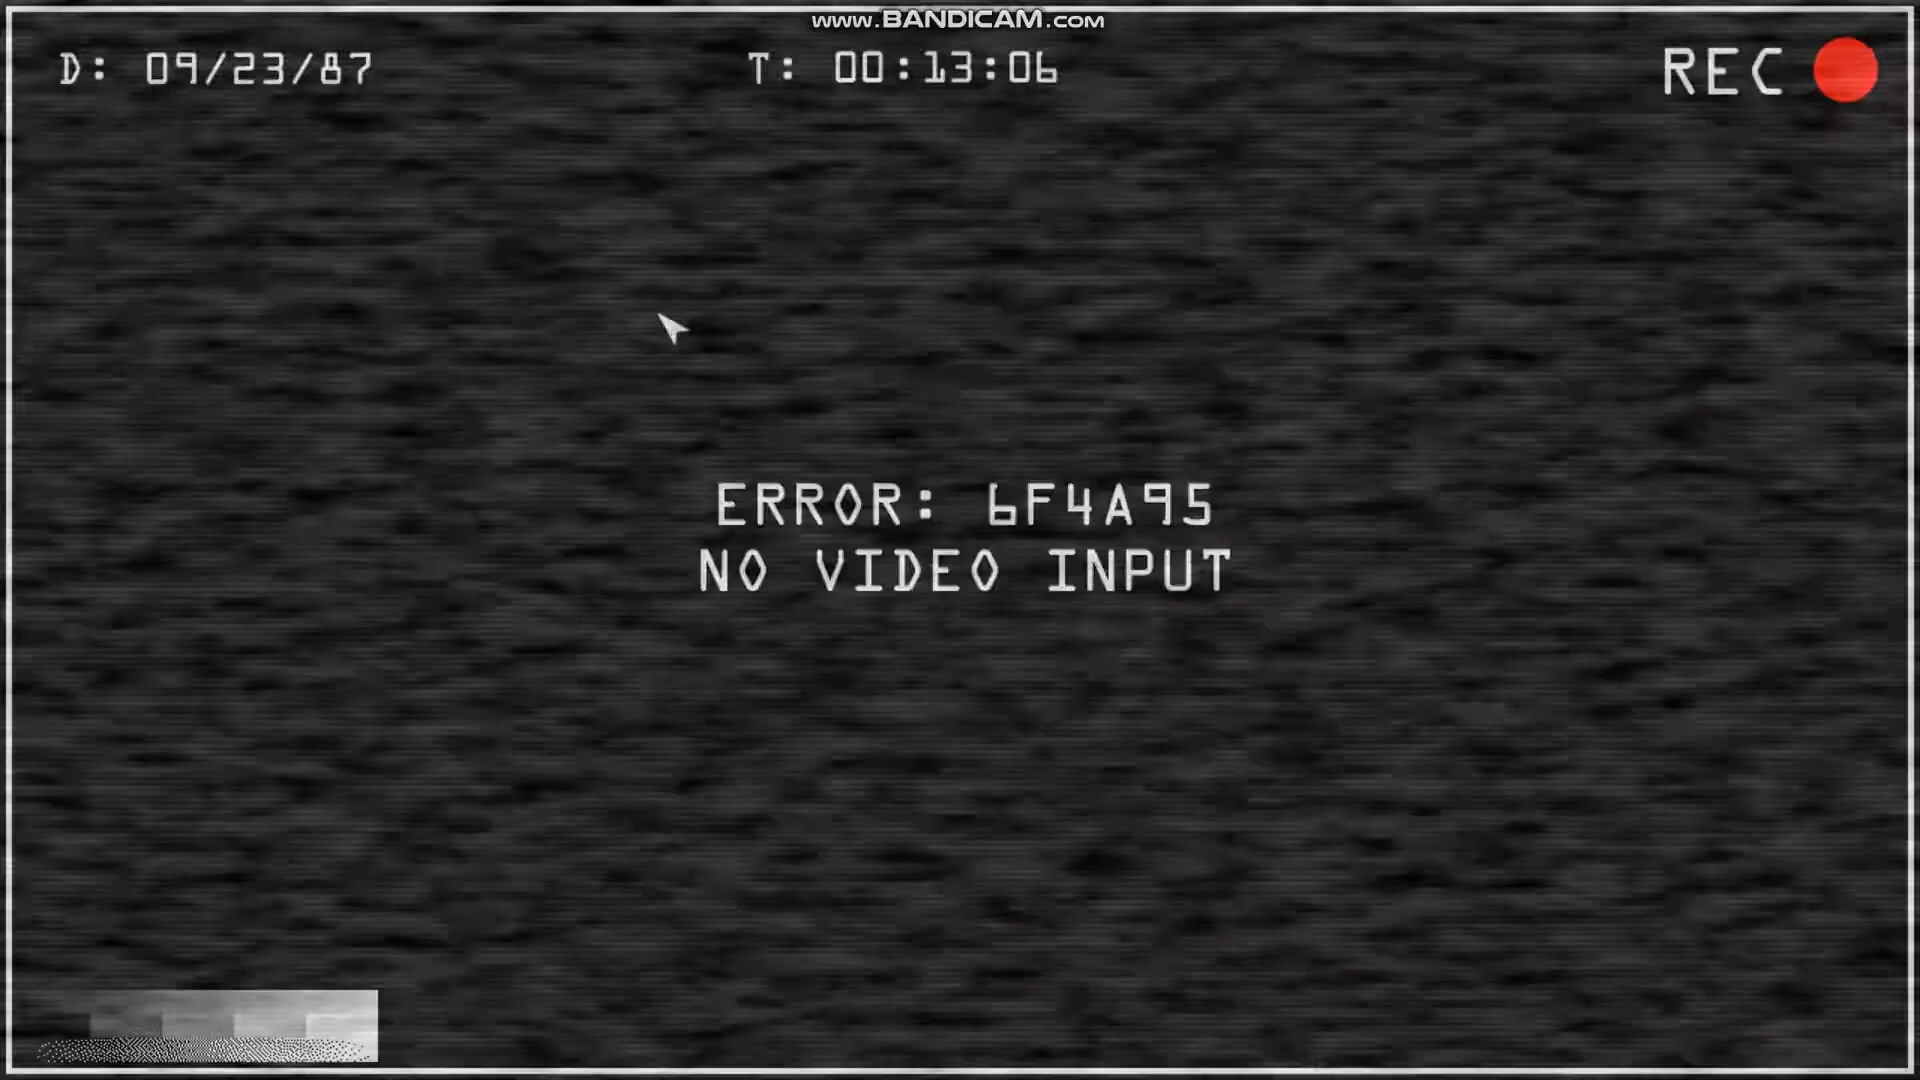 www.BANDICAM.com
D: 09/23/87
T: 00:13:06
REC
ERROR: 6F4A95
NO VIDEO INPUT